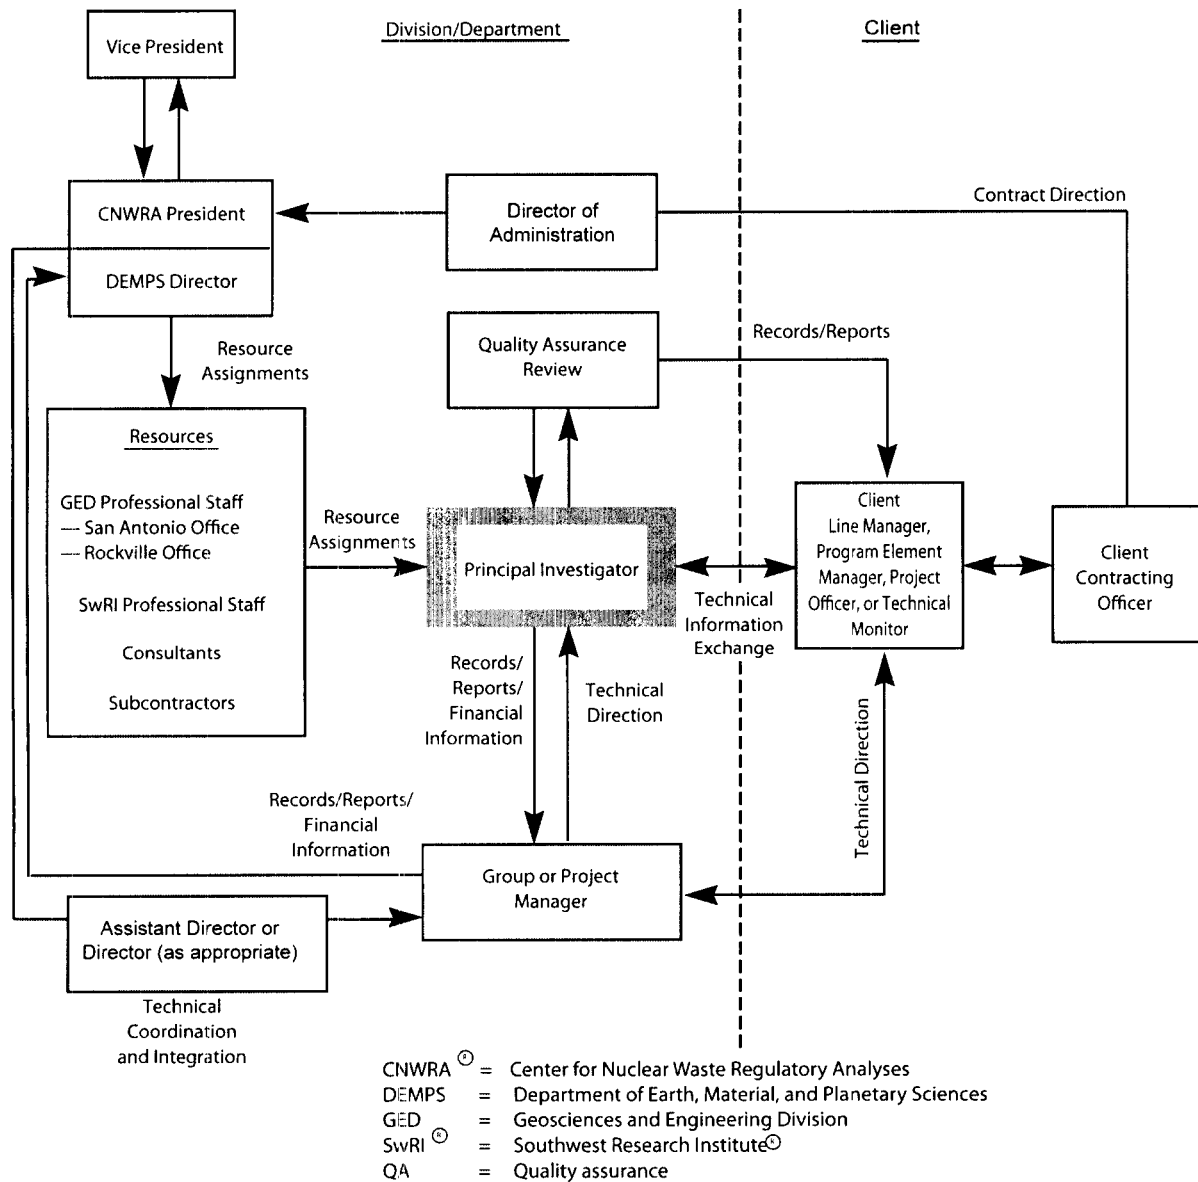 Division/Department
Client
Vice President
CNWRA President
DEMPS Director
Director of
Administration
Contract Direction
Resource
Assignments
Quality Assurance
Review
Records/Reports
Resources
GED Professional Staff
— San Antonio Office
— Rockville Office
SwRI Professional Staff
Consultants
Subcontractors
Resource
Assignments
Principal Investigator
Technical
Information
Exchange
Client
Line Manager,
Program Element
Manager, Project
Officer, or Technical
Monitor
Client
Contracting
Officer
Records/
Reports/
Financial
Information
Technical
Direction
Technical Direction
Records/Reports/
Financial
Information
Group or Project
Manager
Assistant Director or
Director (as appropriate)
Technical
Coordination
and Integration
CNWRA ® = Center for Nuclear Waste Regulatory Analyses
DEMPS = Department of Earth, Material, and Planetary Sciences
GED = Geosciences and Engineering Division
SwRI ® = Southwest Research Institute®
QA = Quality assurance